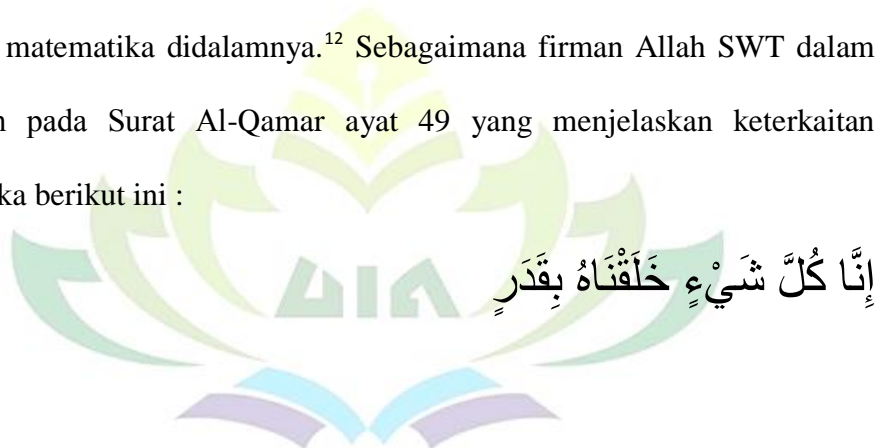 matematika didalamnya.¹² Sebagaimana firman Allah SWT dalam
pada Surat Al-Qamar ayat 49 yang menjelaskan keterkaitan
berikut ini :
إِنَّا كُلَّ شَيْءٍ خَلَقْنَاهُ بِقَدَرٍ
UIN